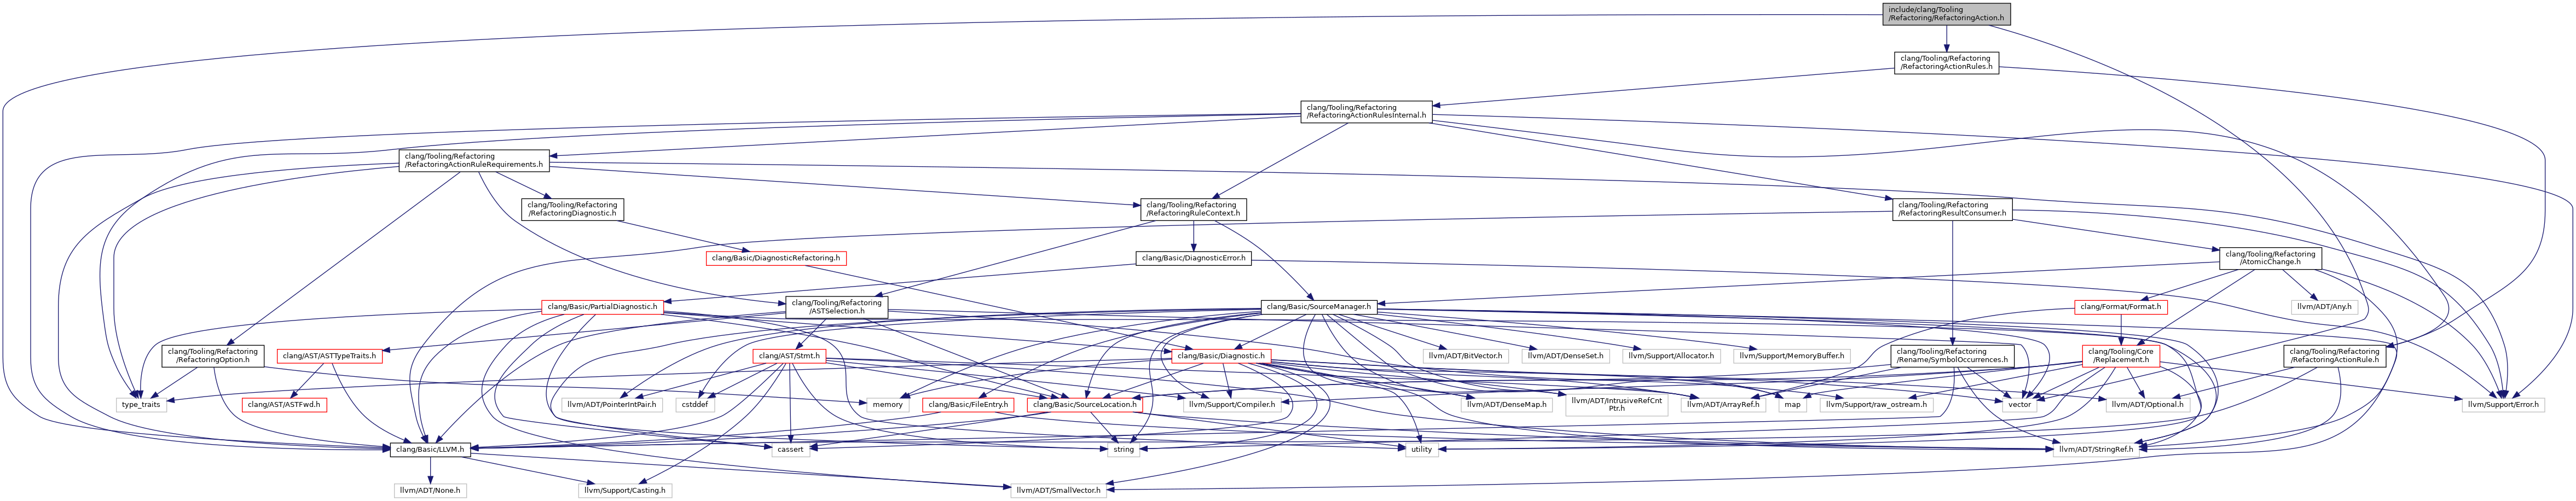 include/clang/Tooling
/Refactoring/RefactoringAction.h
clang/Tooling/Refactoring
/RefactoringActionRules.h
clang/Tooling/Refactoring
/RefactoringActionRulesInternal.h
clang/Tooling/Refactoring
/RefactoringActionRuleRequirements.h
clang/Tooling/Refactoring
/RefactoringDiagnostic.h
clang/Tooling/Refactoring
/RefactoringRuleContext.h
clang/Tooling/Refactoring
/RefactoringResultConsumer.h
clang/Basic/DiagnosticRefactoring.h
clang/Basic/DiagnosticError.h
clang/Tooling/Refactoring
/AtomicChange.h
clang/Basic/PartialDiagnostic.h
clang/Tooling/Refactoring
/ASTSelection.h
clang/Basic/SourceManager.h
clang/Format/Format.h
llvm/ADT/Any.h
clang/Tooling/Refactoring
/RefactoringOption.h
clang/AST/ASTTypeTraits.h
clang/AST/Stmt.h
clang/Basic/Diagnostic.h
llvm/ADT/BitVector.h
llvm/ADT/DenseSet.h
llvm/Support/Allocator.h
llvm/Support/MemoryBuffer.h
clang/Tooling/Refactoring
/Rename/SymbolOccurrences.h
clang/Tooling/Core
/Replacement.h
clang/Tooling/Refactoring
/RefactoringActionRule.h
type_traits
clang/AST/ASTFwd.h
llvm/ADT/PointerIntPair.h
cstddef
memory
clang/Basic/FileEntry.h
clang/Basic/SourceLocation.h
llvm/Support/Compiler.h
llvm/ADT/DenseMap.h
llvm/ADT/IntrusiveRefCnt
Ptr.h
llvm/ADT/ArrayRef.h
map
llvm/Support/raw_ostream.h
vector
llvm/ADT/Optional.h
llvm/Support/Error.h
clang/Basic/LLVM.h
cassert
string
utility
llvm/ADT/StringRef.h
llvm/ADT/None.h
llvm/Support/Casting.h
llvm/ADT/SmallVector.h